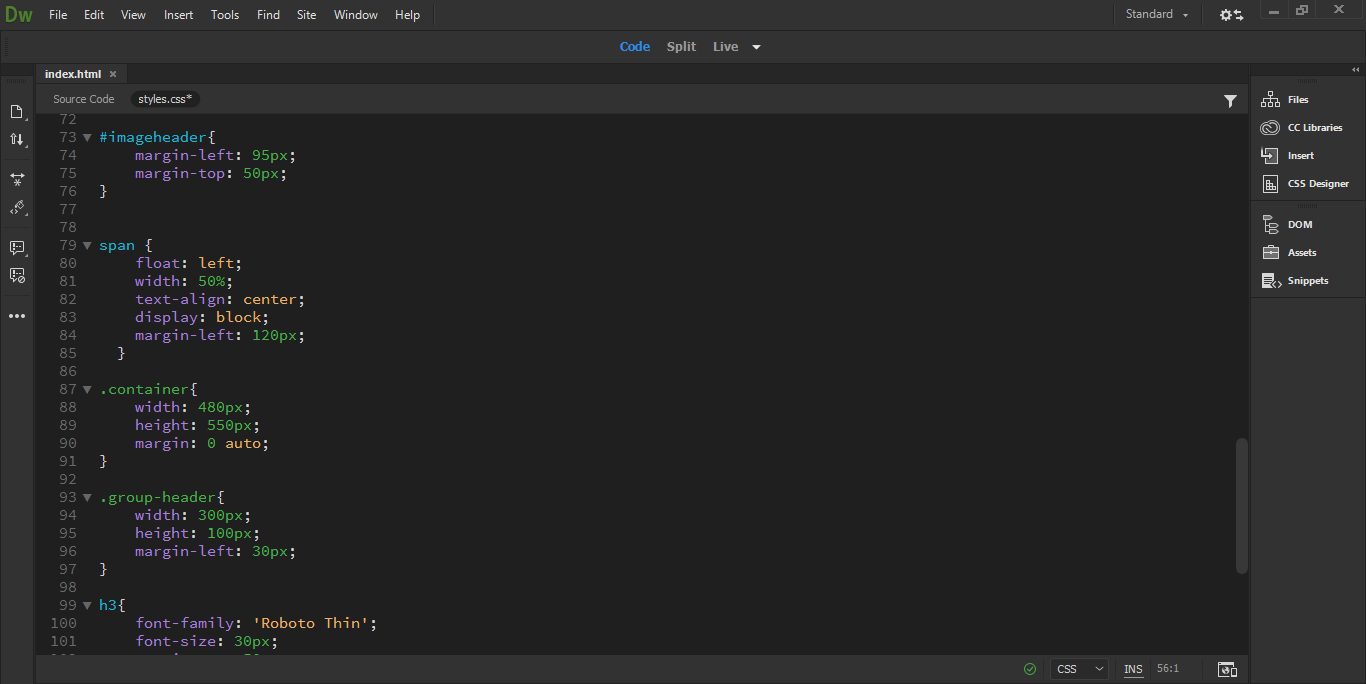 Dw File Edit View Insert Tools Find Site Window Help Standard
Code Split Live
index.html
Source Code styles.css*
72
73 #imageheader{
74 margin-left: 95px;
75 margin-top: 50px;
76 }
77
78
79 span {
80 float: left;
81 width: 50%;
82 text-align: center;
83 display: block;
84 margin-left: 120px;
85 }
86
87 .container{
88 width: 480px;
89 height: 550px;
90 margin: 0 auto;
91 }
92
93 .group-header{
94 width: 300px;
95 height: 100px;
96 margin-left: 30px;
97 }
98
99 h3{
100 font-family: 'Roboto Thin';
101 font-size: 30px;
CSS INS 56:1
Files
CC Libraries
Insert
CSS Designer
DOM
Assets
Snippets